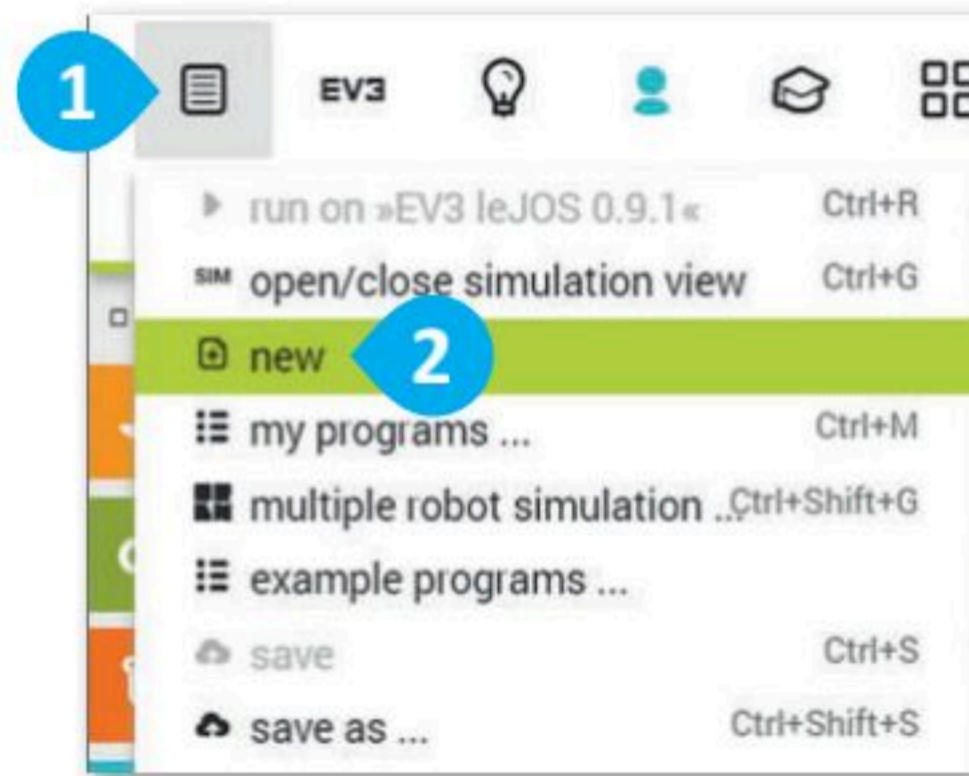 1
EV3
run on »EV3 leJOS 0.9.1« Ctrl+R
SIM open/close simulation view Ctrl+G
new 2
my programs ... Ctrl+M
multiple robot simulation ... Ctrl+Shift+G
example programs ...
save Ctrl+S
save as ... Ctrl+Shift+S